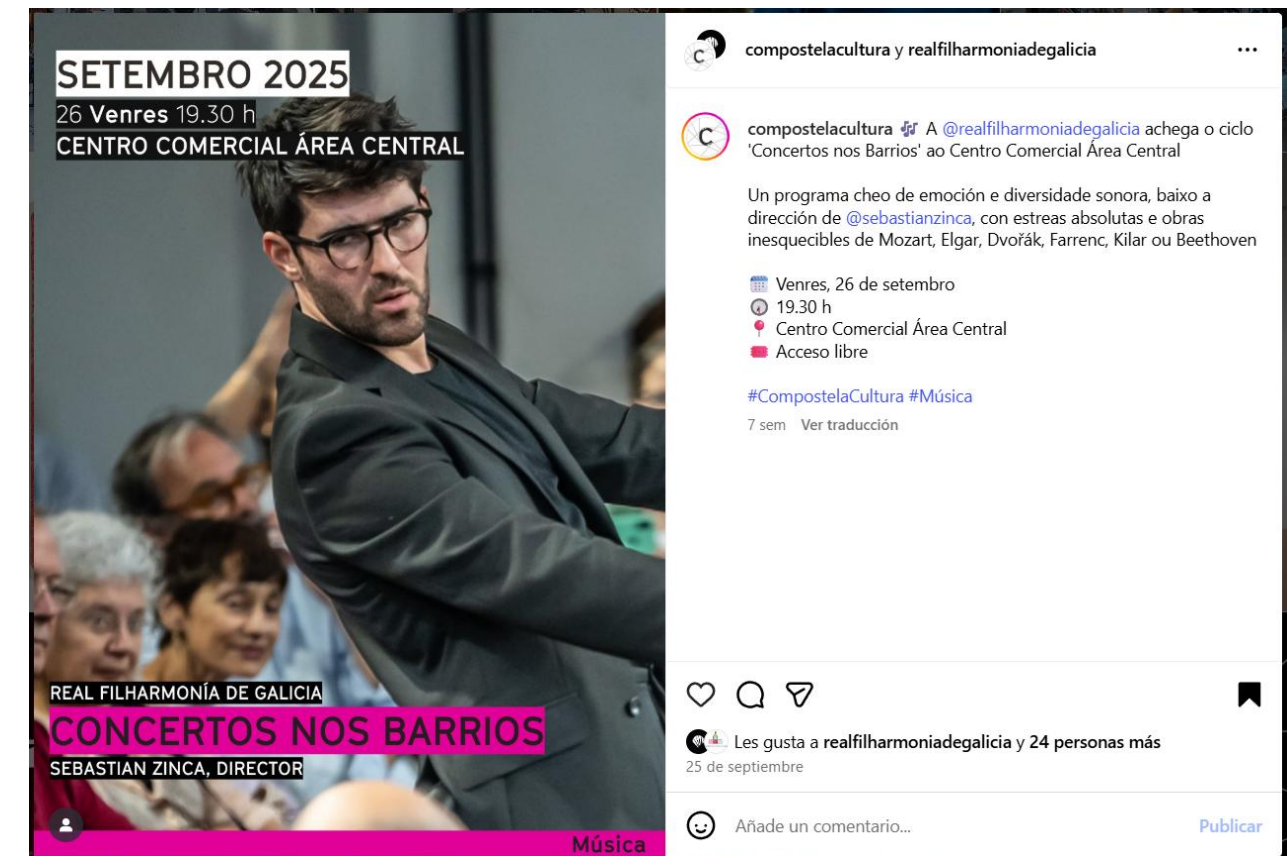 SETEMBRO 2025
26 Venres 19.30 h
CENTRO COMERCIAL ÁREA CENTRAL
REAL FILHARMONÍA DE GALICIA
CONCERTOS NOS BARRIOS
SEBASTIAN ZINCA, DIRECTOR
Música
C
compostelacultura y realfilharmoniadegalicia
C
compostelacultura 🎶 A @realfilharmoniadegalicia achega o ciclo
'Concertos nos Barrios' ao Centro Comercial Área Central
Un programa cheo de emoción e diversidade sonora, baixo a
dirección de @sebastianzinca, con estreas absolutas e obras
inesquecibles de Mozart, Elgar, Dvořák, Farrenc, Kilar ou Beethoven
🗓️ Venres, 26 de setembro
🕢 19.30 h
📍 Centro Comercial Área Central
🎟️ Acceso libre
#CompostelaCultura #Música
7 sem Ver traducción
Les gusta a realfilharmoniadegalicia y 24 personas más
25 de septiembre
Añade un comentario...
Publicar